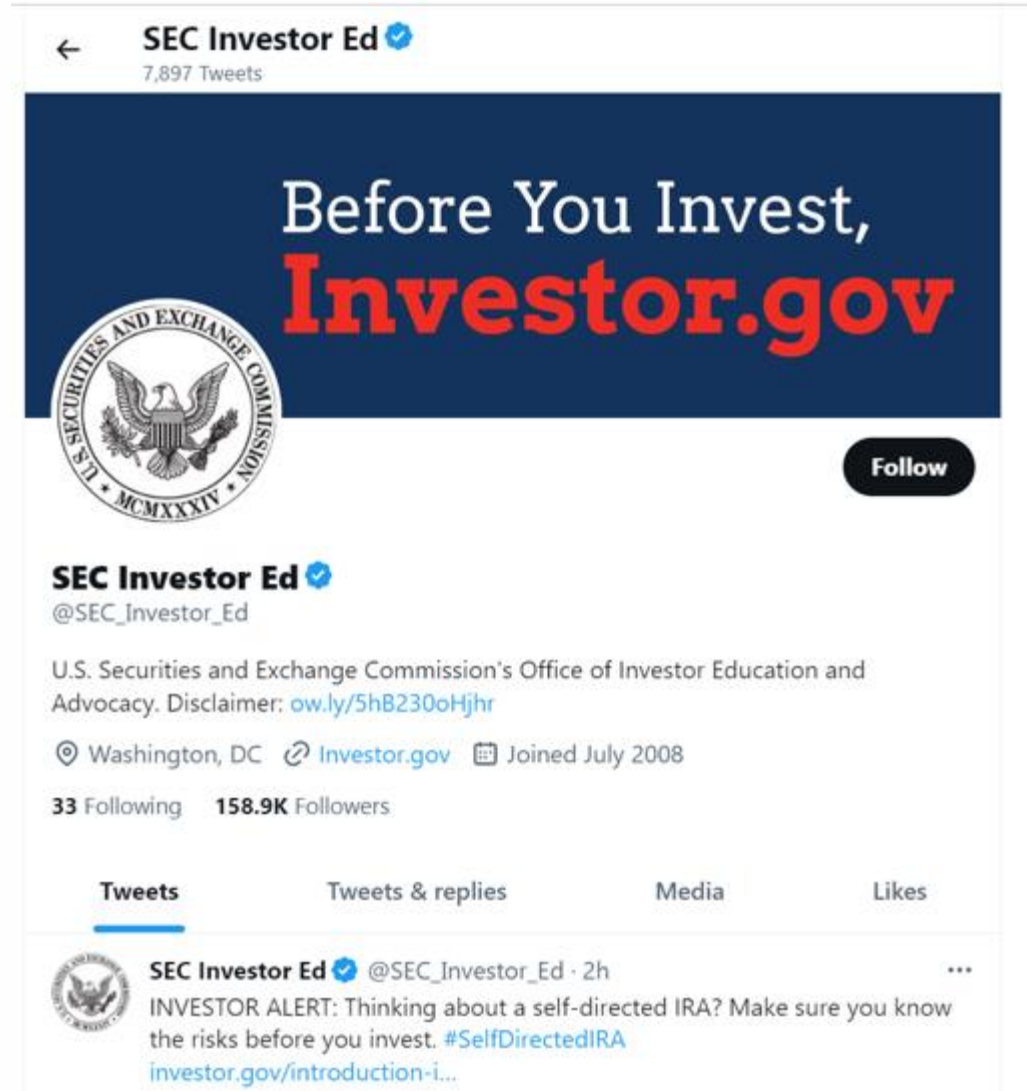 SEC Investor Ed
7,897 Tweets
Before You Invest,
Investor.gov
U.S. SECURITIES AND EXCHANGE COMMISSION
MCMXXXIV
Follow
SEC Investor Ed
@SEC_Investor_Ed
U.S. Securities and Exchange Commission's Office of Investor Education and
Advocacy. Disclaimer: ow.ly/5hB230oHjhr
Washington, DC Investor.gov Joined July 2008
33 Following 158.9K Followers
Tweets Tweets & replies Media Likes
SEC Investor Ed @SEC_Investor_Ed · 2h
INVESTOR ALERT: Thinking about a self-directed IRA? Make sure you know
the risks before you invest. #SelfDirectedIRA
investor.gov/introduction-i...